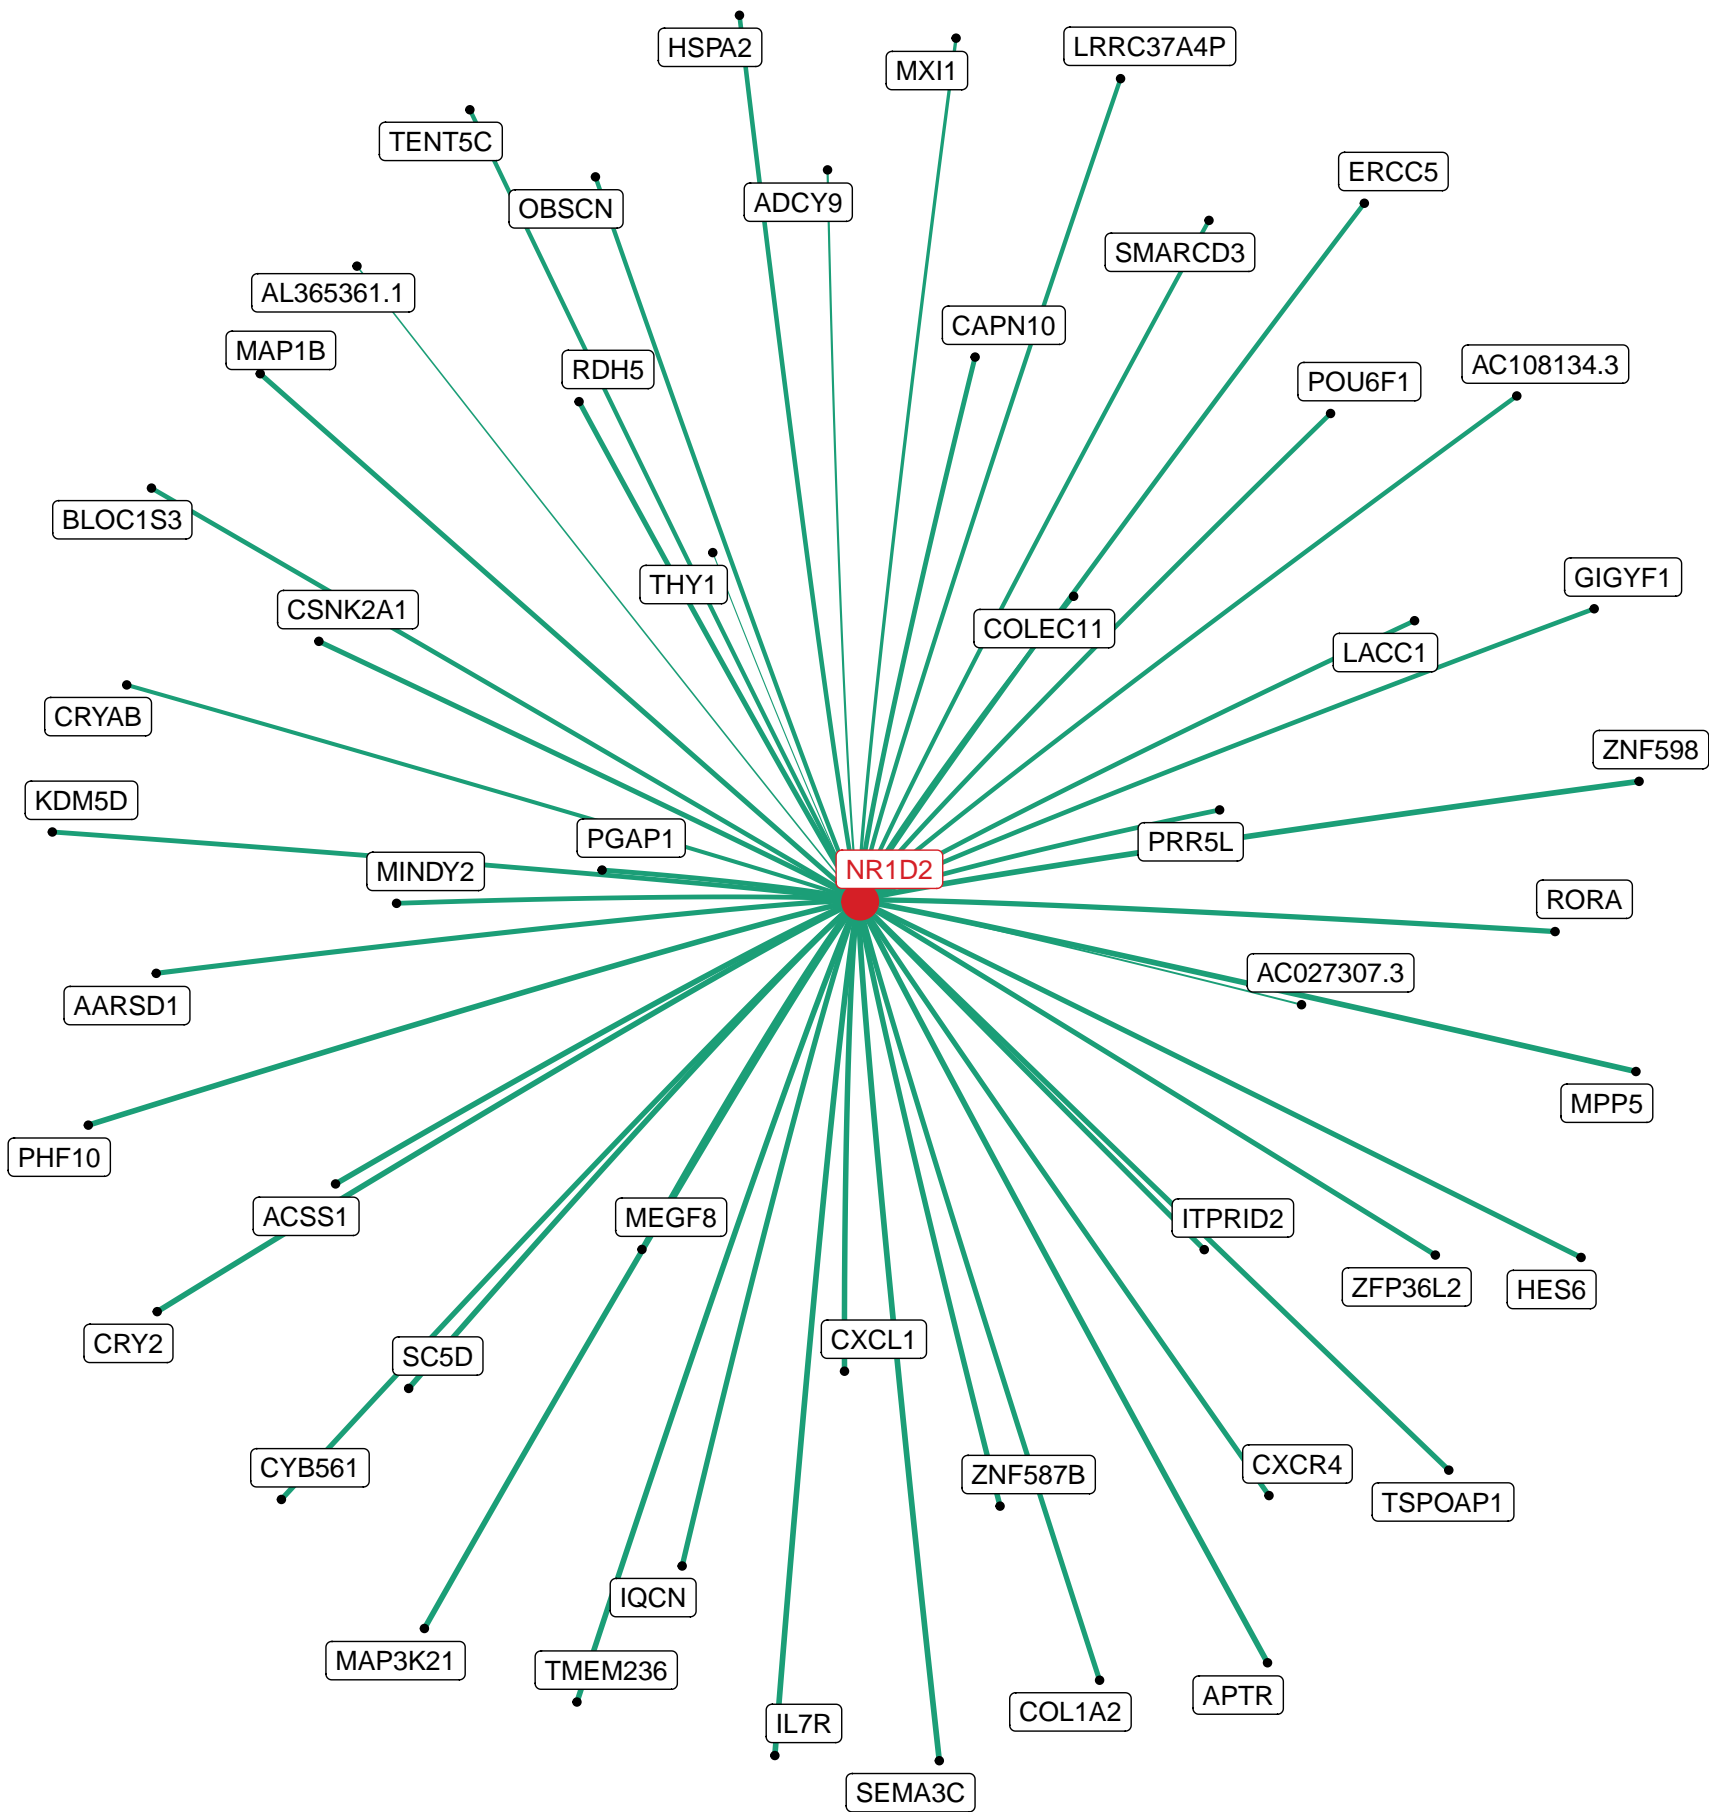 HSPA2
MXI1
LRRC37A4P
TENT5C
ERCC5
OBSCN
ADCY9
SMARCD3
AL365361.1
CAPN10
MAP1B
RDH5
POU6F1
AC108134.3
BLOC1S3
THY1
GIGYF1
CSNK2A1
COLEC11
LACC1
CRYAB
ZNF598
KDM5D
PGAP1
PRR5L
MINDY2
NR1D2
RORA
AC027307.3
AARSD1
MPP5
PHF10
ACSS1
MEGF8
ITPRID2
ZFP36L2
HES6
CRY2
CXCL1
SC5D
CYB561
CXCR4
ZNF587B
TSPOAP1
IQCN
MAP3K21
TMEM236
APTR
COL1A2
IL7R
SEMA3C